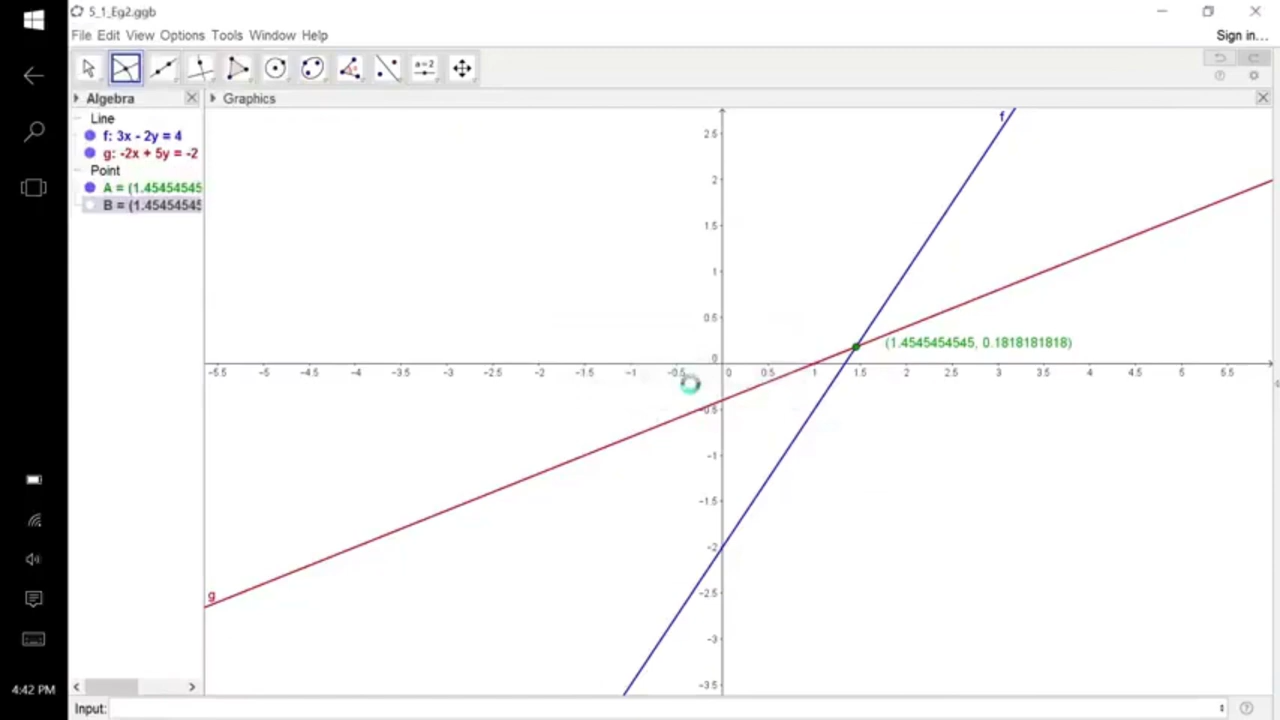 5_1_Eg2.ggb
File Edit View Options Tools Window Help
Sign in...
a=2
Algebra
Graphics
Line
f: 3x - 2y = 4
g: -2x + 5y = -2
Point
A = (1.45454545
B = (1.45454545
f
g
2.5
2
1.5
1
0.5
0
-0.5
-1
-1.5
-2
-2.5
-3
-3.5
-5.5 -5 -4.5 -4 -3.5 -3 -2.5 -2 -1.5 -1 -0.5 0 0.5 1 1.5 2 2.5 3 3.5 4 4.5 5 5.5
(1.4545454545, 0.1818181818)
4:42 PM
Input: